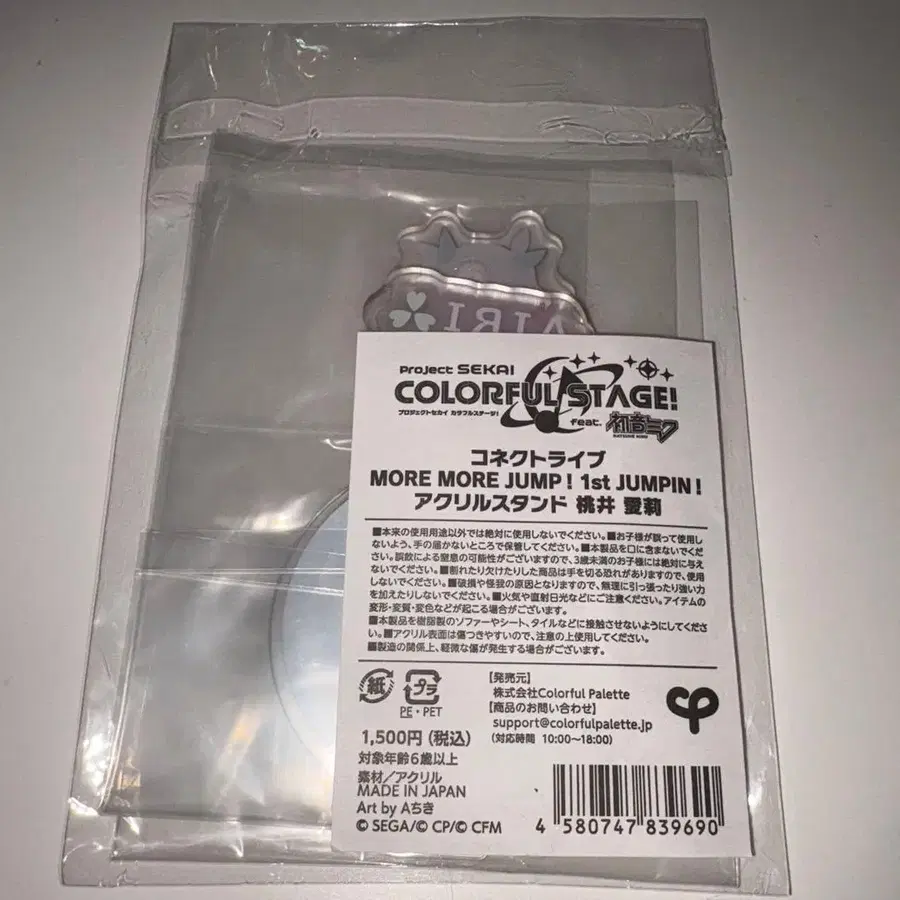 AIRI
Project SEKAI
COLORFUL STAGE!
プロジェクトセカイ カラフルステージ!
feat. 初音ミク
HATSUNE MIKU
コネクトライブ
MORE MORE JUMP! 1st JUMPIN!
アクリルスタンド 桃井 愛莉
■本来の使用用途以外では絶対に使用しないでください。■お子様が誤って使用し
ないよう、手の届かないところで保管してください。■本製品を口に含まないでくだ
さい。誤飲による窒息の可能性がございますので、3歳未満のお子様には絶対に与え
ないでください。■割れたり欠けたりした商品は手を切る恐れがありますので、使用
しないでください。■破損や怪我の原因となりますので、無理に引っ張ったり強い力
を加えたりしないでください。■火気や直射日光などにご注意ください。アイテムの
変形・変質・変色などが起こる場合がございます。
■本製品を樹脂製のソファーやシート、タイルなどに接触させないようにしてくださ
い。■アクリル表面は傷つきやすいので、注意の上使用してください。
■製造の関係上、軽微な傷が発生する場合がございます。
紙
プラ
PE・PET
【発売元】
株式会社Colorful Palette
【商品のお問い合わせ】
support@colorfulpalette.jp
(対応時間 10:00〜18:00)
1,500円(税込)
対象年齢6歳以上
素材/アクリル
MADE IN JAPAN
Art by Aちき
© SEGA/© CP/© CFM
4 580747 839690